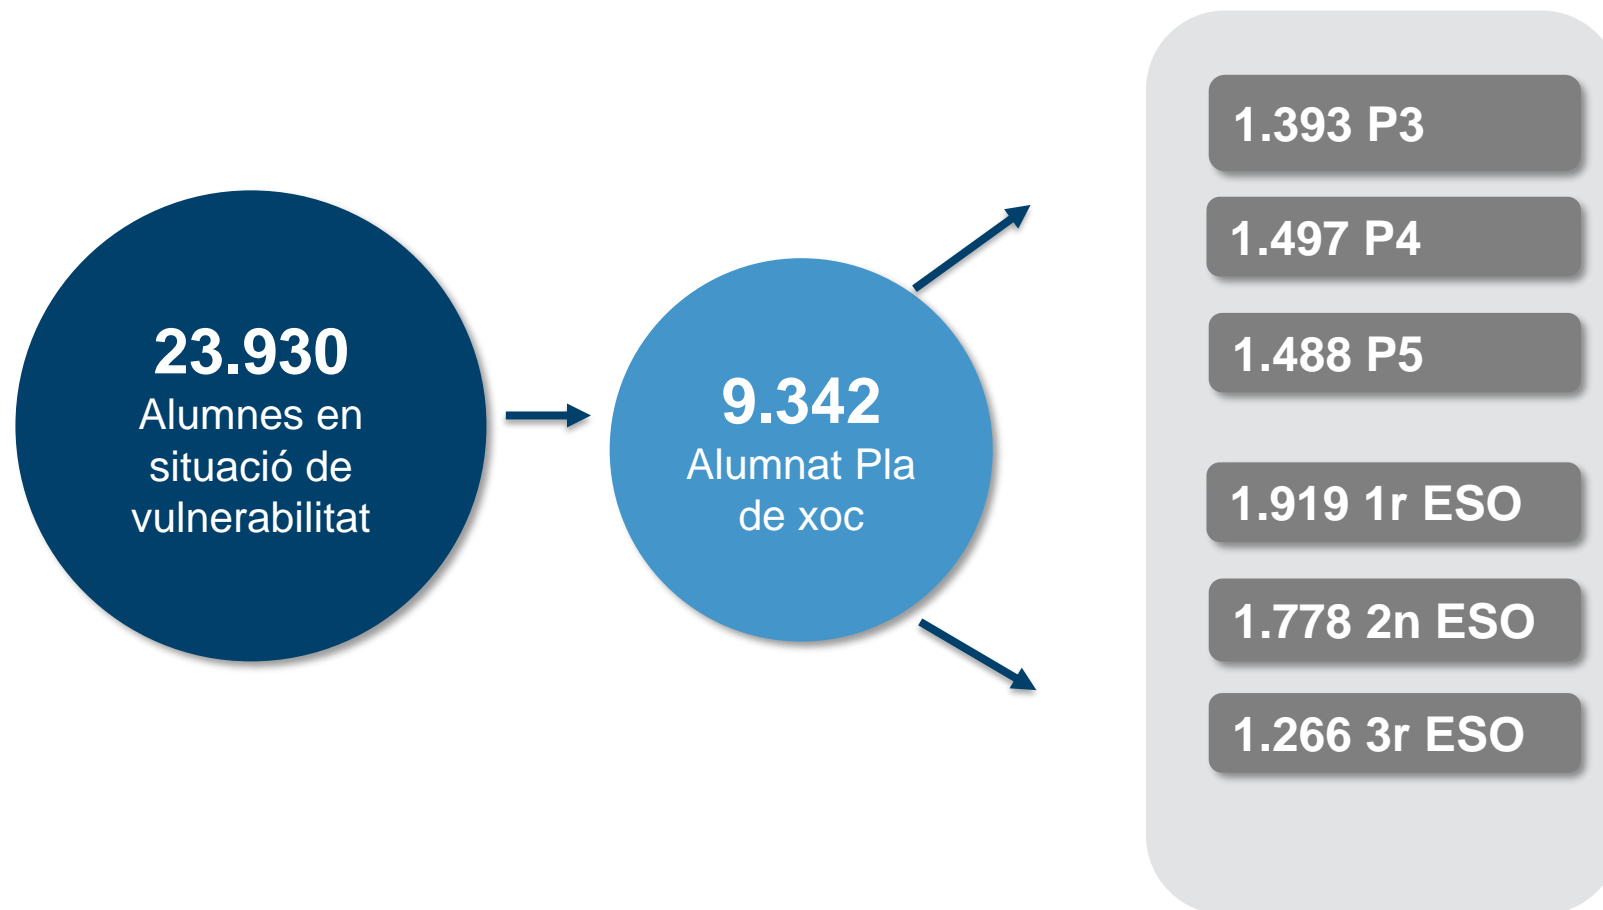 23.930
Alumnes en
situació de
vulnerabilitat
9.342
Alumnat Pla
de xoc
1.393 P3
1.497 P4
1.488 P5
1.919 1r ESO
1.778 2n ESO
1.266 3r ESO